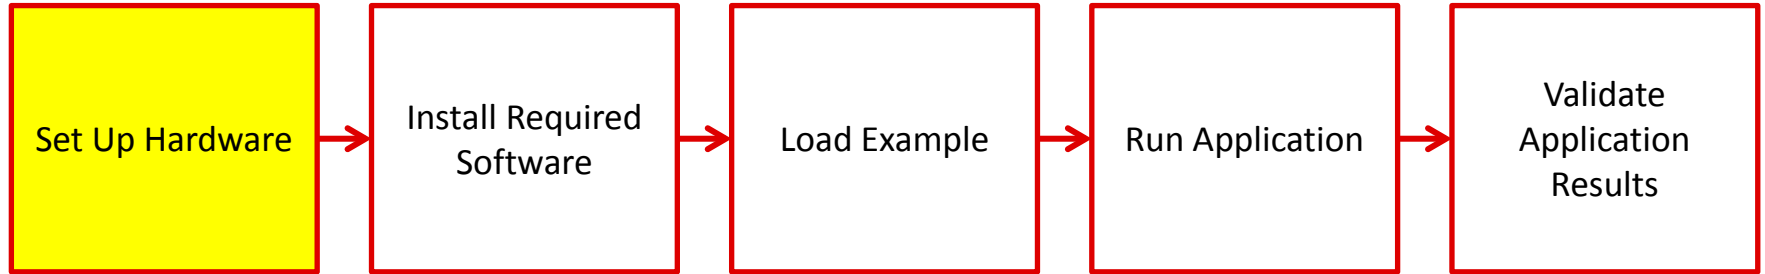 Set Up Hardware
Install Required
Software
Load Example
Run Application
Validate
Application
Results